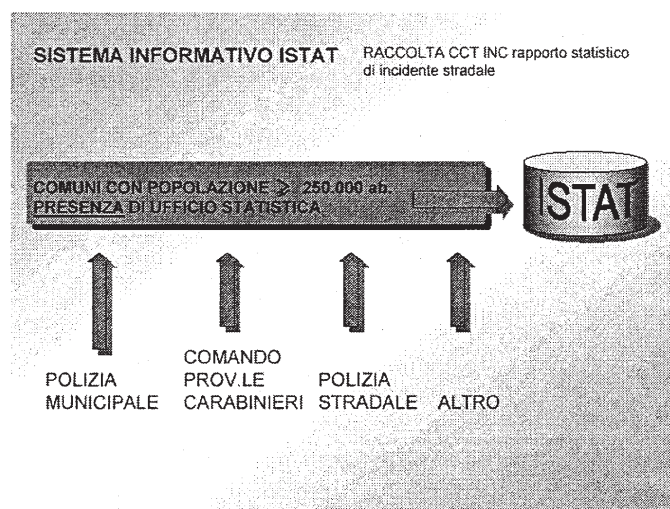 SISTEMA INFORMATIVO ISTAT
RACCOLTA CCT INC rapporto statistico
di incidente stradale
COMUNI CON POPOLAZIONE ≥ 250.000 ab.
PRESENZA DI UFFICIO STATISTICA
ISTAT
POLIZIA
MUNICIPALE
COMANDO
PROV.LE
CARABINIERI
POLIZIA
STRADALE
ALTRO